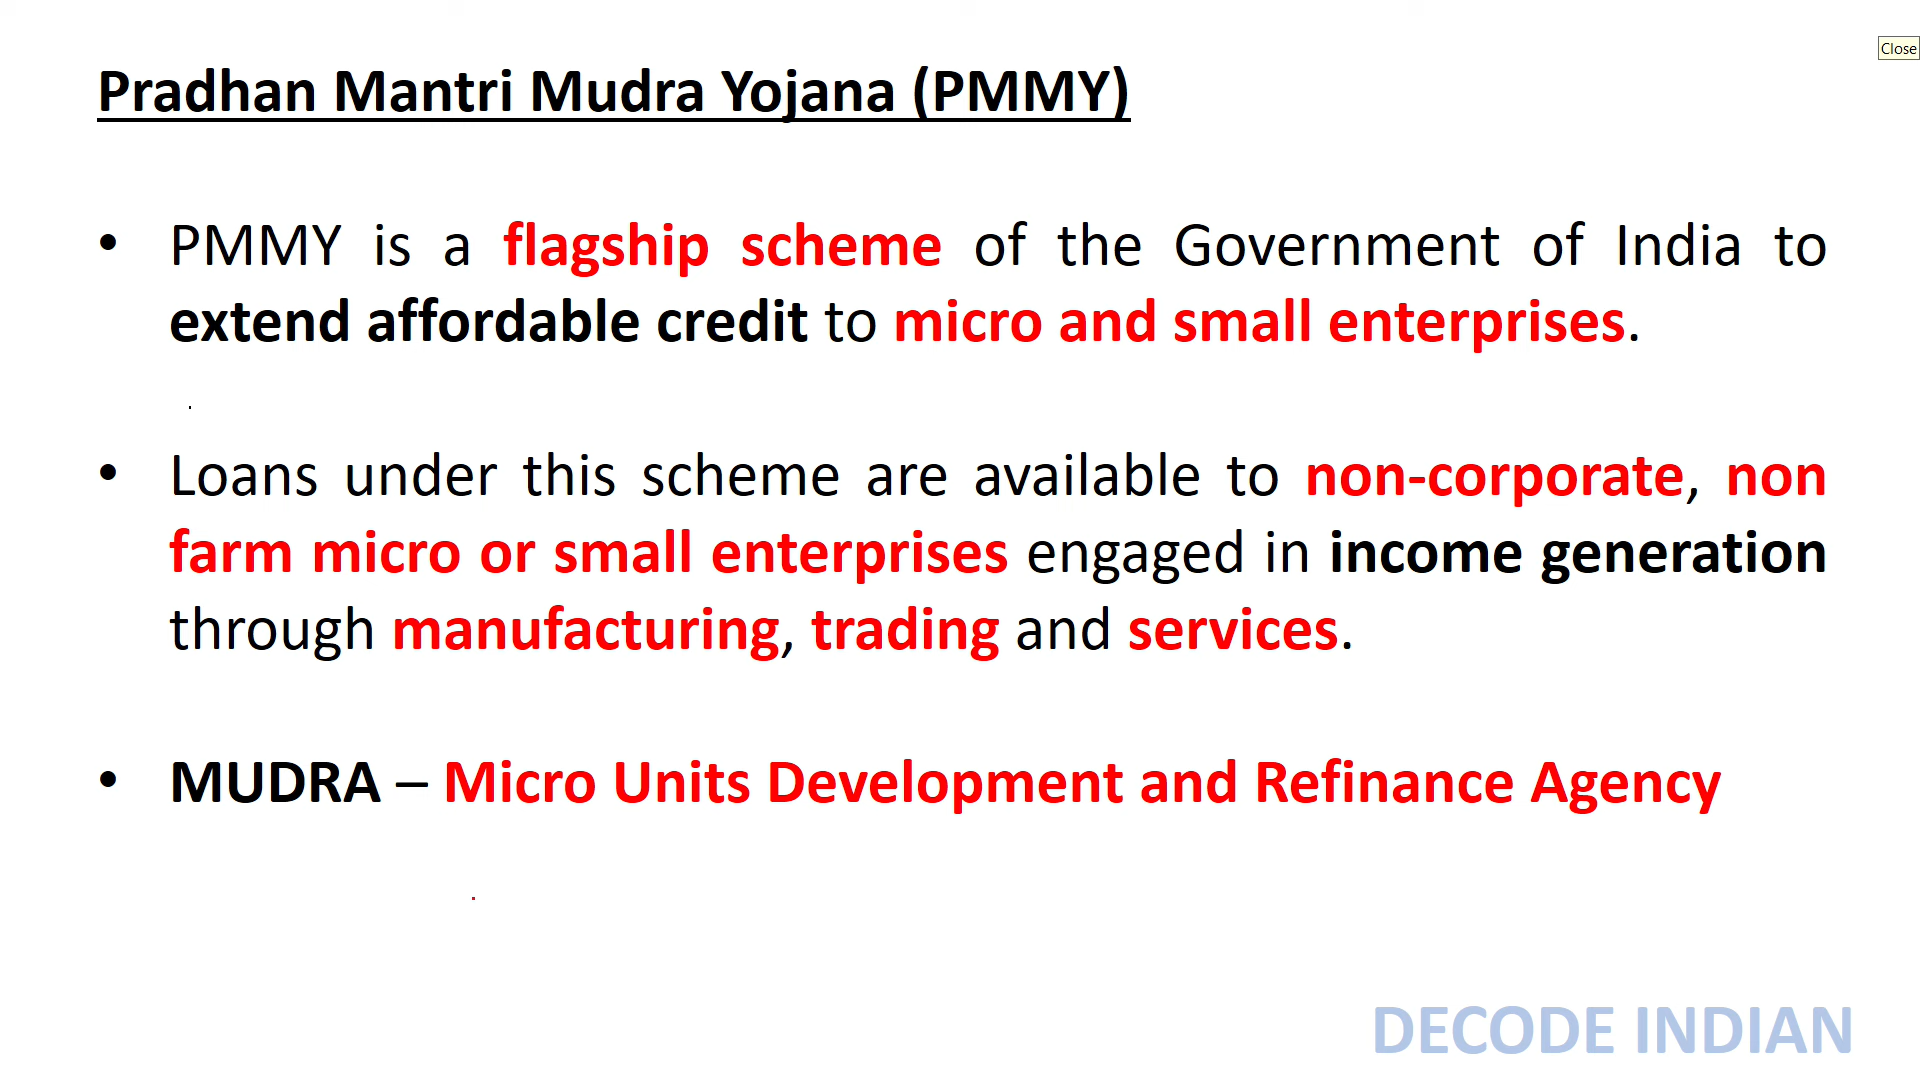 Close
Pradhan Mantri Mudra Yojana (PMMY)
• PMMY is a flagship scheme of the Government of India to
extend affordable credit to micro and small enterprises.
• Loans under this scheme are available to non-corporate, non
farm micro or small enterprises engaged in income generation
through manufacturing, trading and services.
• MUDRA – Micro Units Development and Refinance Agency
DECODE INDIAN